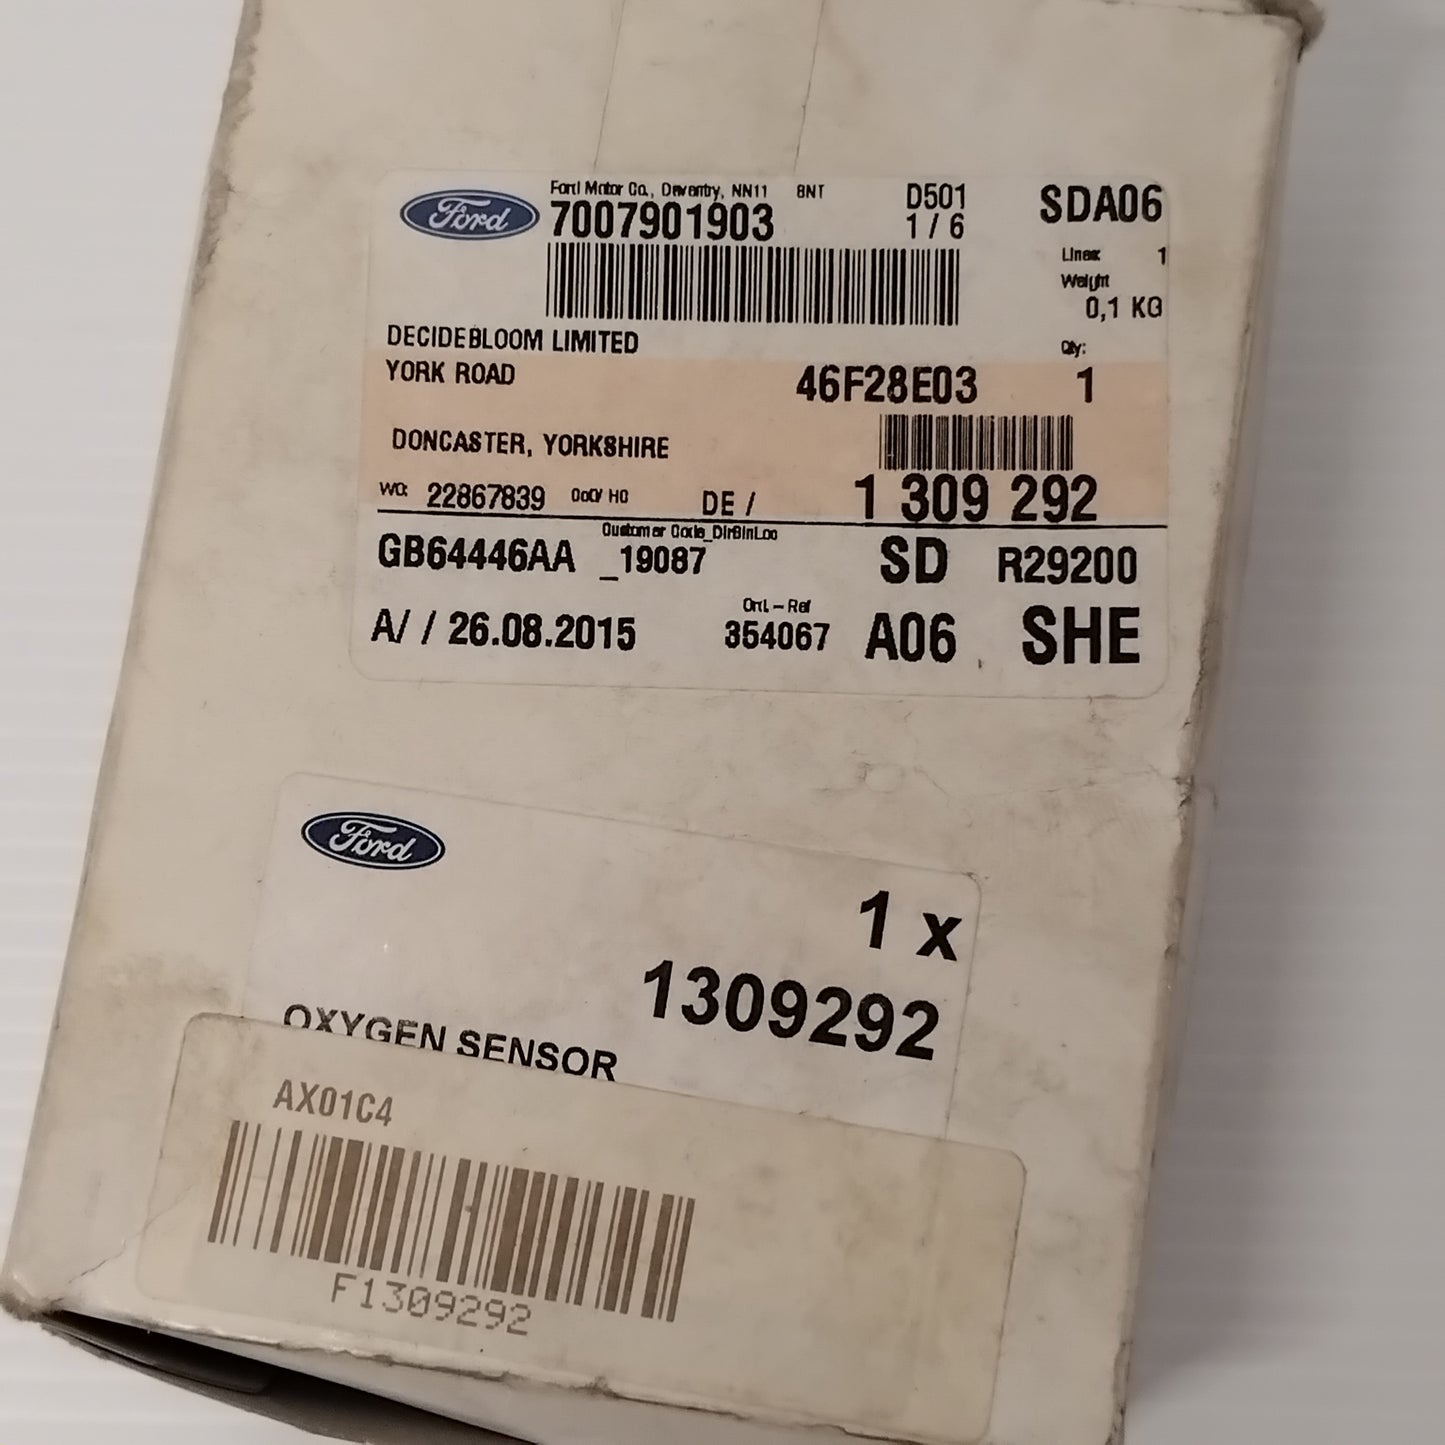 Ford
Ford Motor Co., Daventry, NN11 8NT
7007901903
D501
1 / 6
SDA06
Lines: 1
Weight
0,1 KG
DECIDEBLOOM LIMITED
Qty:
YORK ROAD
46F28E03
1
DONCASTER, YORKSHIRE
WO: 22867839
DE /
1 309 292
Customer Code_DlrBinLoc
GB64446AA _19087
SD
R29200
Ord. - Ref
A/ / 26.08.2015
354067
A06
SHE
Ford
1 x
1309292
OXYGEN SENSOR
AX01C4
F1309292